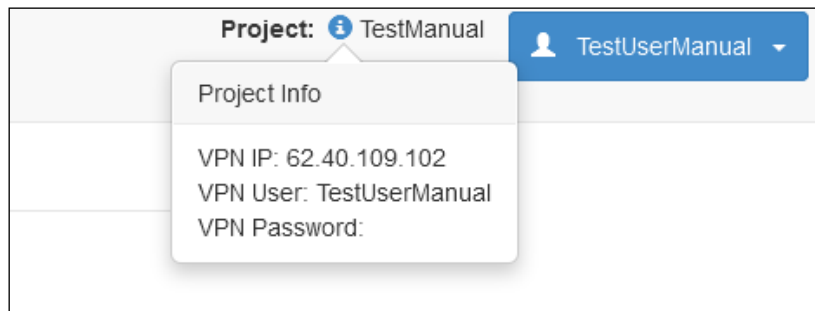 Project: TestManual
TestUserManual
Project Info
VPN IP: 62.40.109.102
VPN User: TestUserManual
VPN Password: